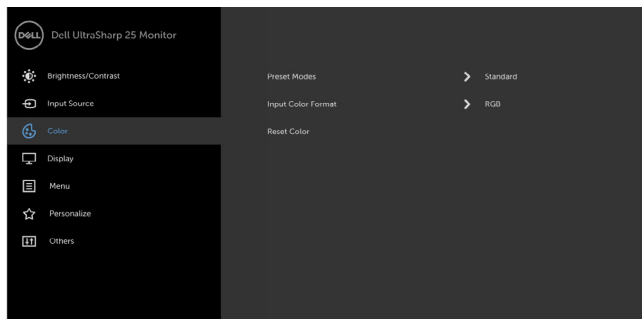 DELL Dell UltraSharp 25 Monitor
Brightness/Contrast
Preset Modes Standard
Input Source
Input Color Format RGB
Color
Reset Color
Display
Menu
Personalize
Others